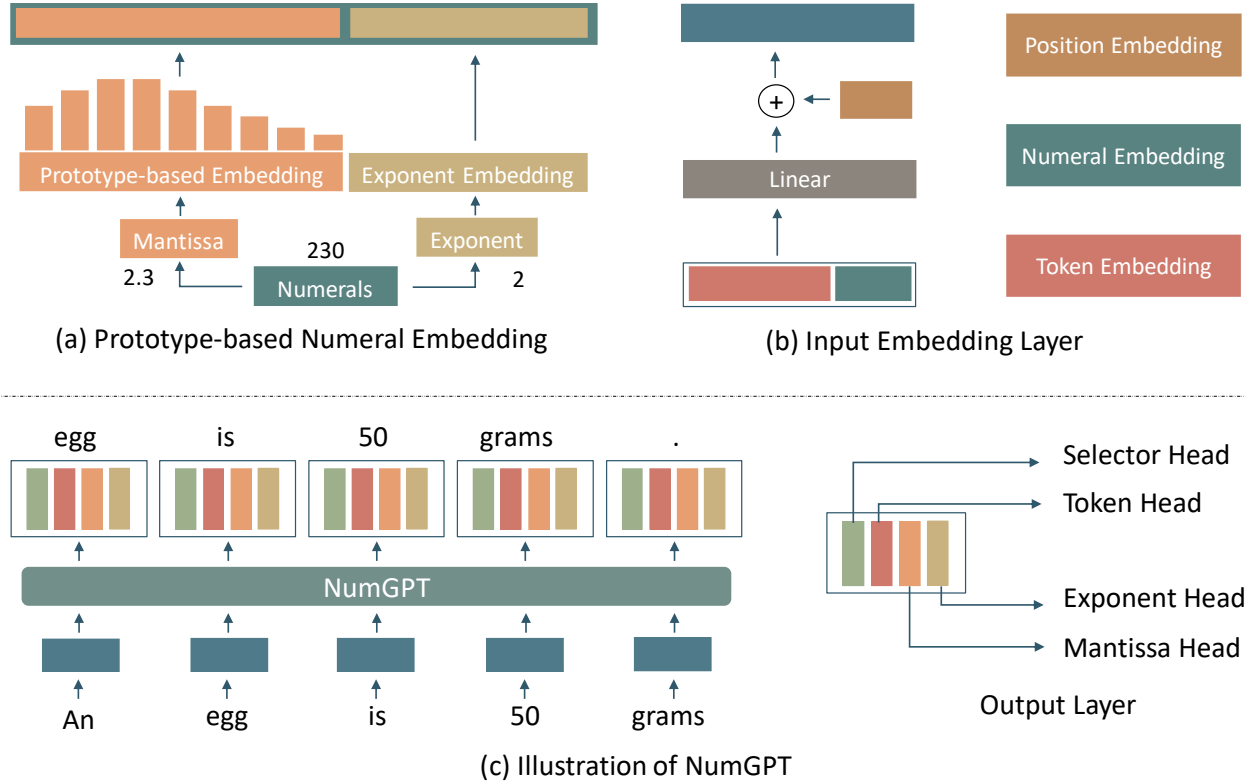 Prototype-based Embedding
Exponent Embedding
Mantissa
Exponent
230
2.3
Numerals
2
(a) Prototype-based Numeral Embedding
+
Linear
(b) Input Embedding Layer
Position Embedding
Numeral Embedding
Token Embedding
egg is 50 grams .
NumGPT
An egg is 50 grams
Selector Head
Token Head
Exponent Head
Mantissa Head
Output Layer
(c) Illustration of NumGPT